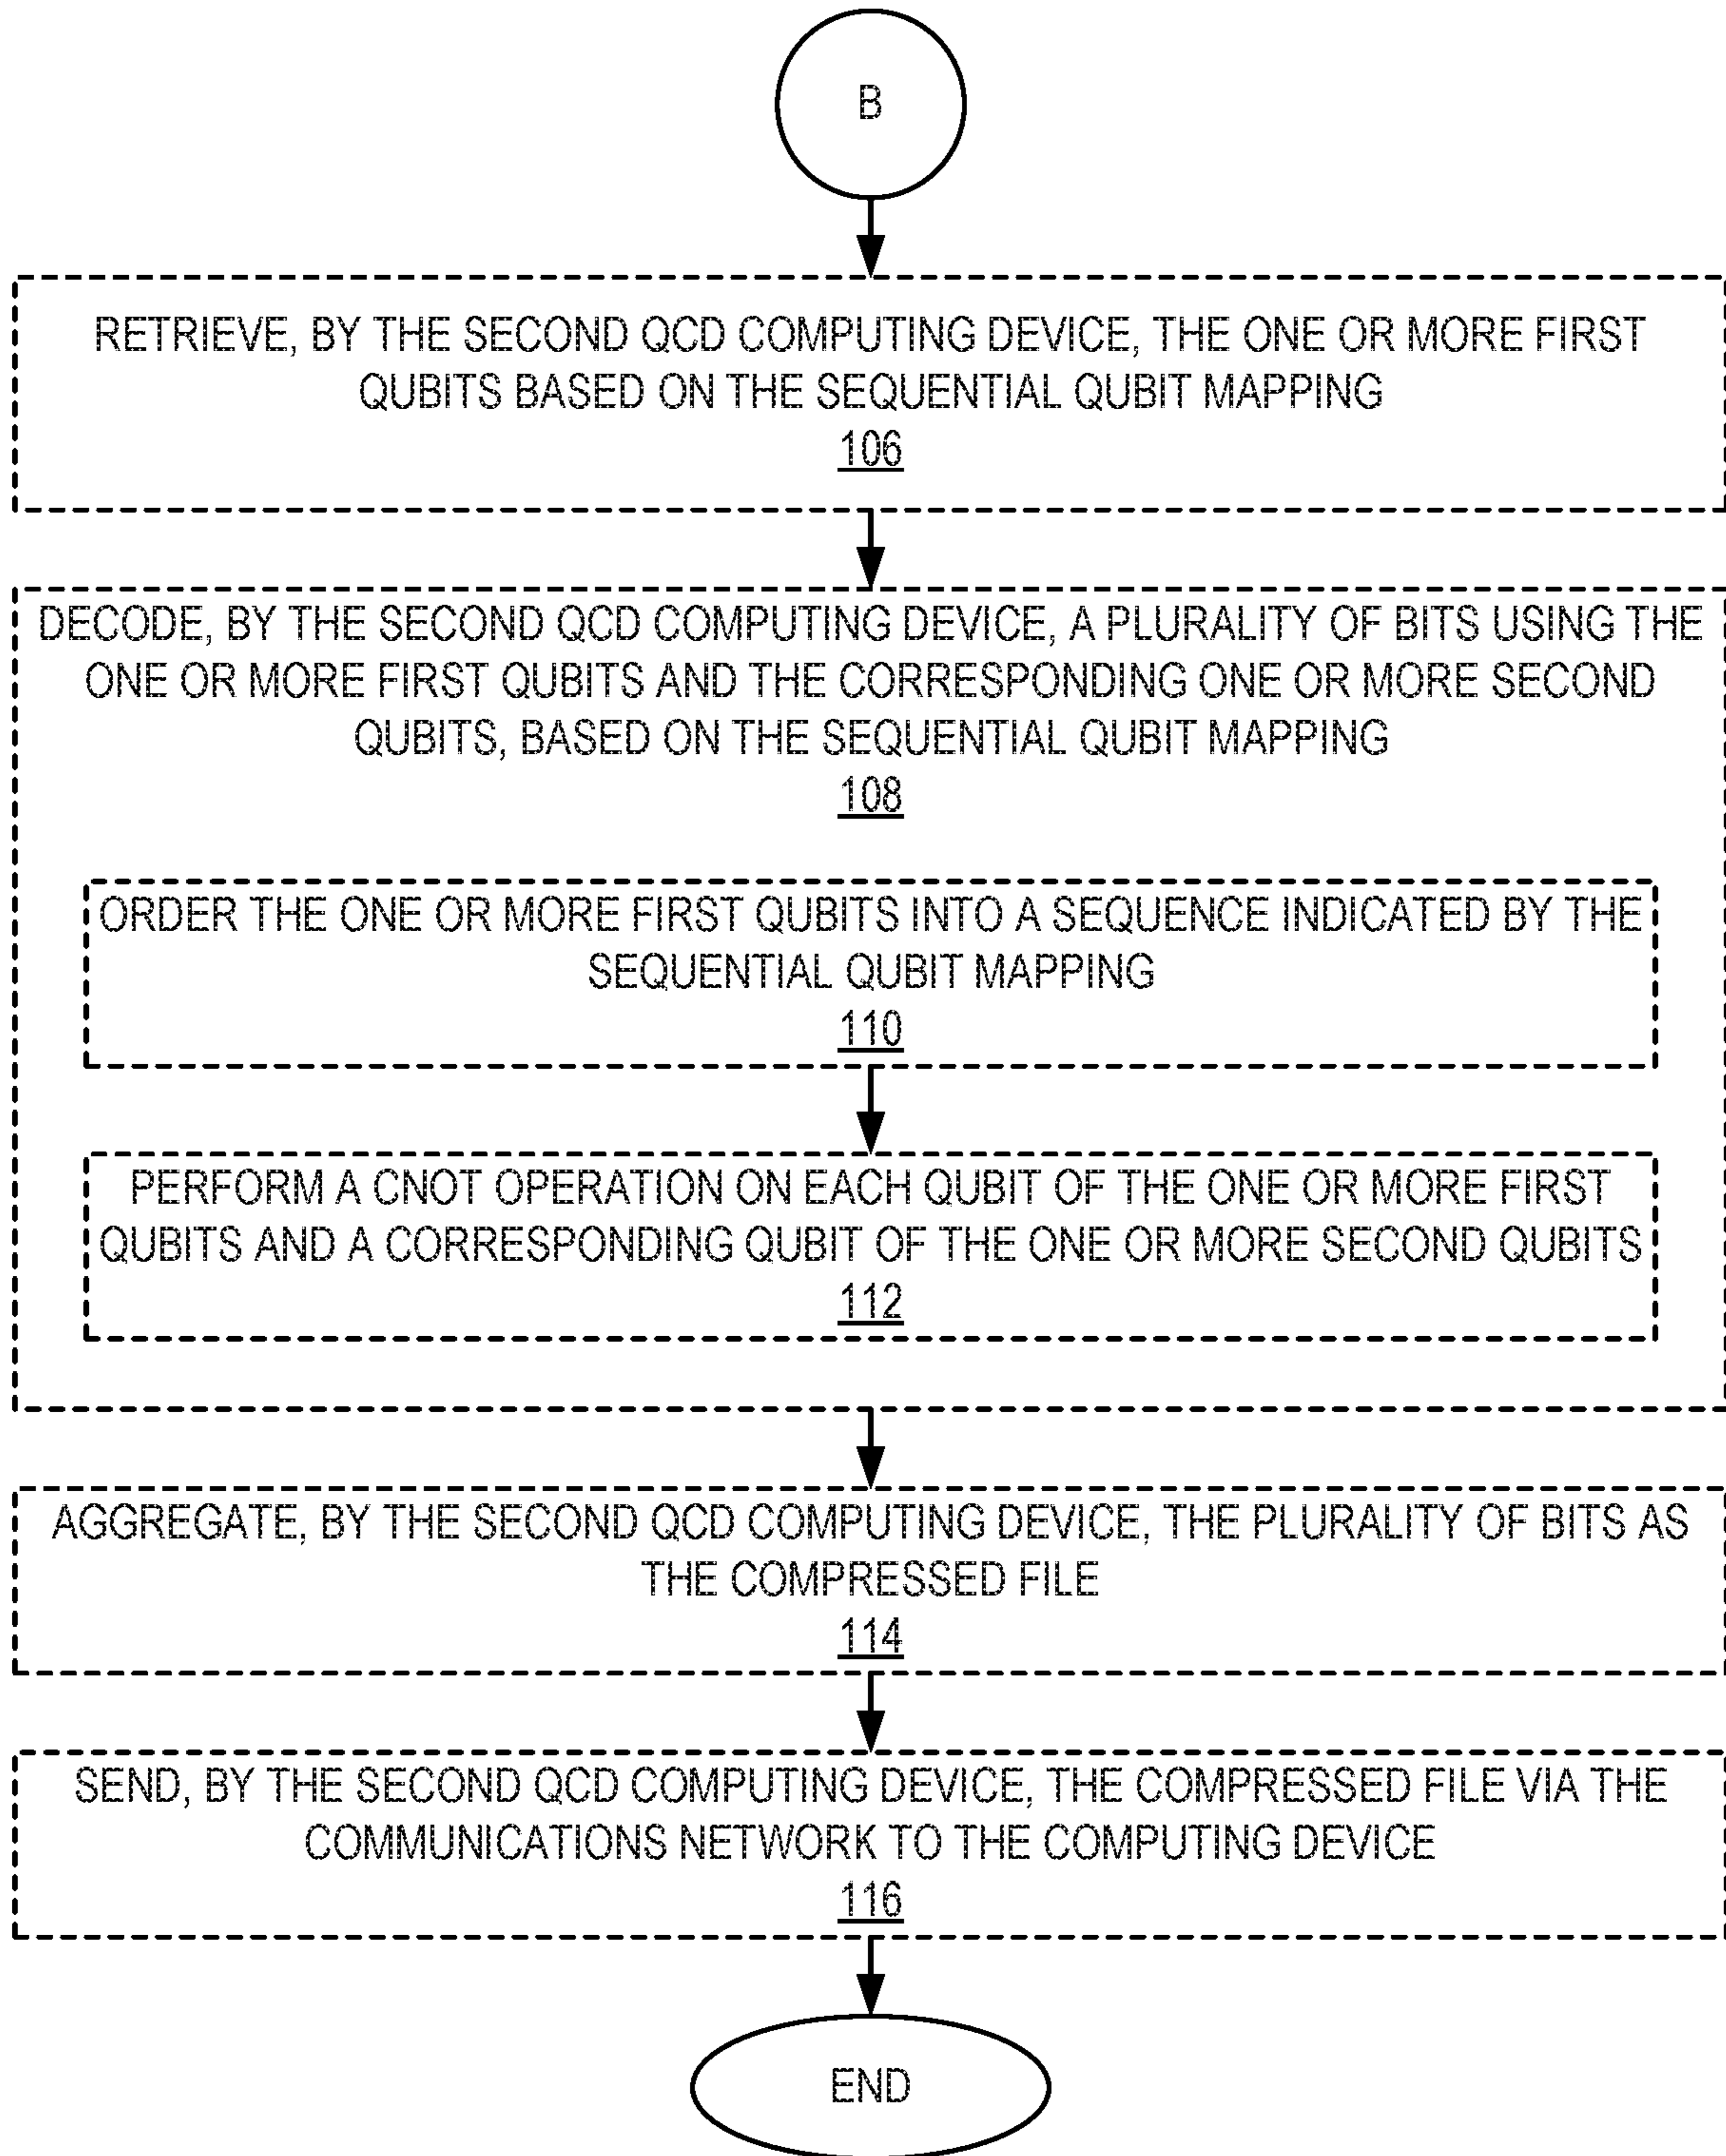 B
RETRIEVE, BY THE SECOND QCD COMPUTING DEVICE, THE ONE OR MORE FIRST
QUBITS BASED ON THE SEQUENTIAL QUBIT MAPPING
106
DECODE, BY THE SECOND QCD COMPUTING DEVICE, A PLURALITY OF BITS USING THE
ONE OR MORE FIRST QUBITS AND THE CORRESPONDING ONE OR MORE SECOND
QUBITS, BASED ON THE SEQUENTIAL QUBIT MAPPING
108
ORDER THE ONE OR MORE FIRST QUBITS INTO A SEQUENCE INDICATED BY THE
SEQUENTIAL QUBIT MAPPING
110
PERFORM A CNOT OPERATION ON EACH QUBIT OF THE ONE OR MORE FIRST
QUBITS AND A CORRESPONDING QUBIT OF THE ONE OR MORE SECOND QUBITS
112
AGGREGATE, BY THE SECOND QCD COMPUTING DEVICE, THE PLURALITY OF BITS AS
THE COMPRESSED FILE
114
SEND, BY THE SECOND QCD COMPUTING DEVICE, THE COMPRESSED FILE VIA THE
COMMUNICATIONS NETWORK TO THE COMPUTING DEVICE
116
END